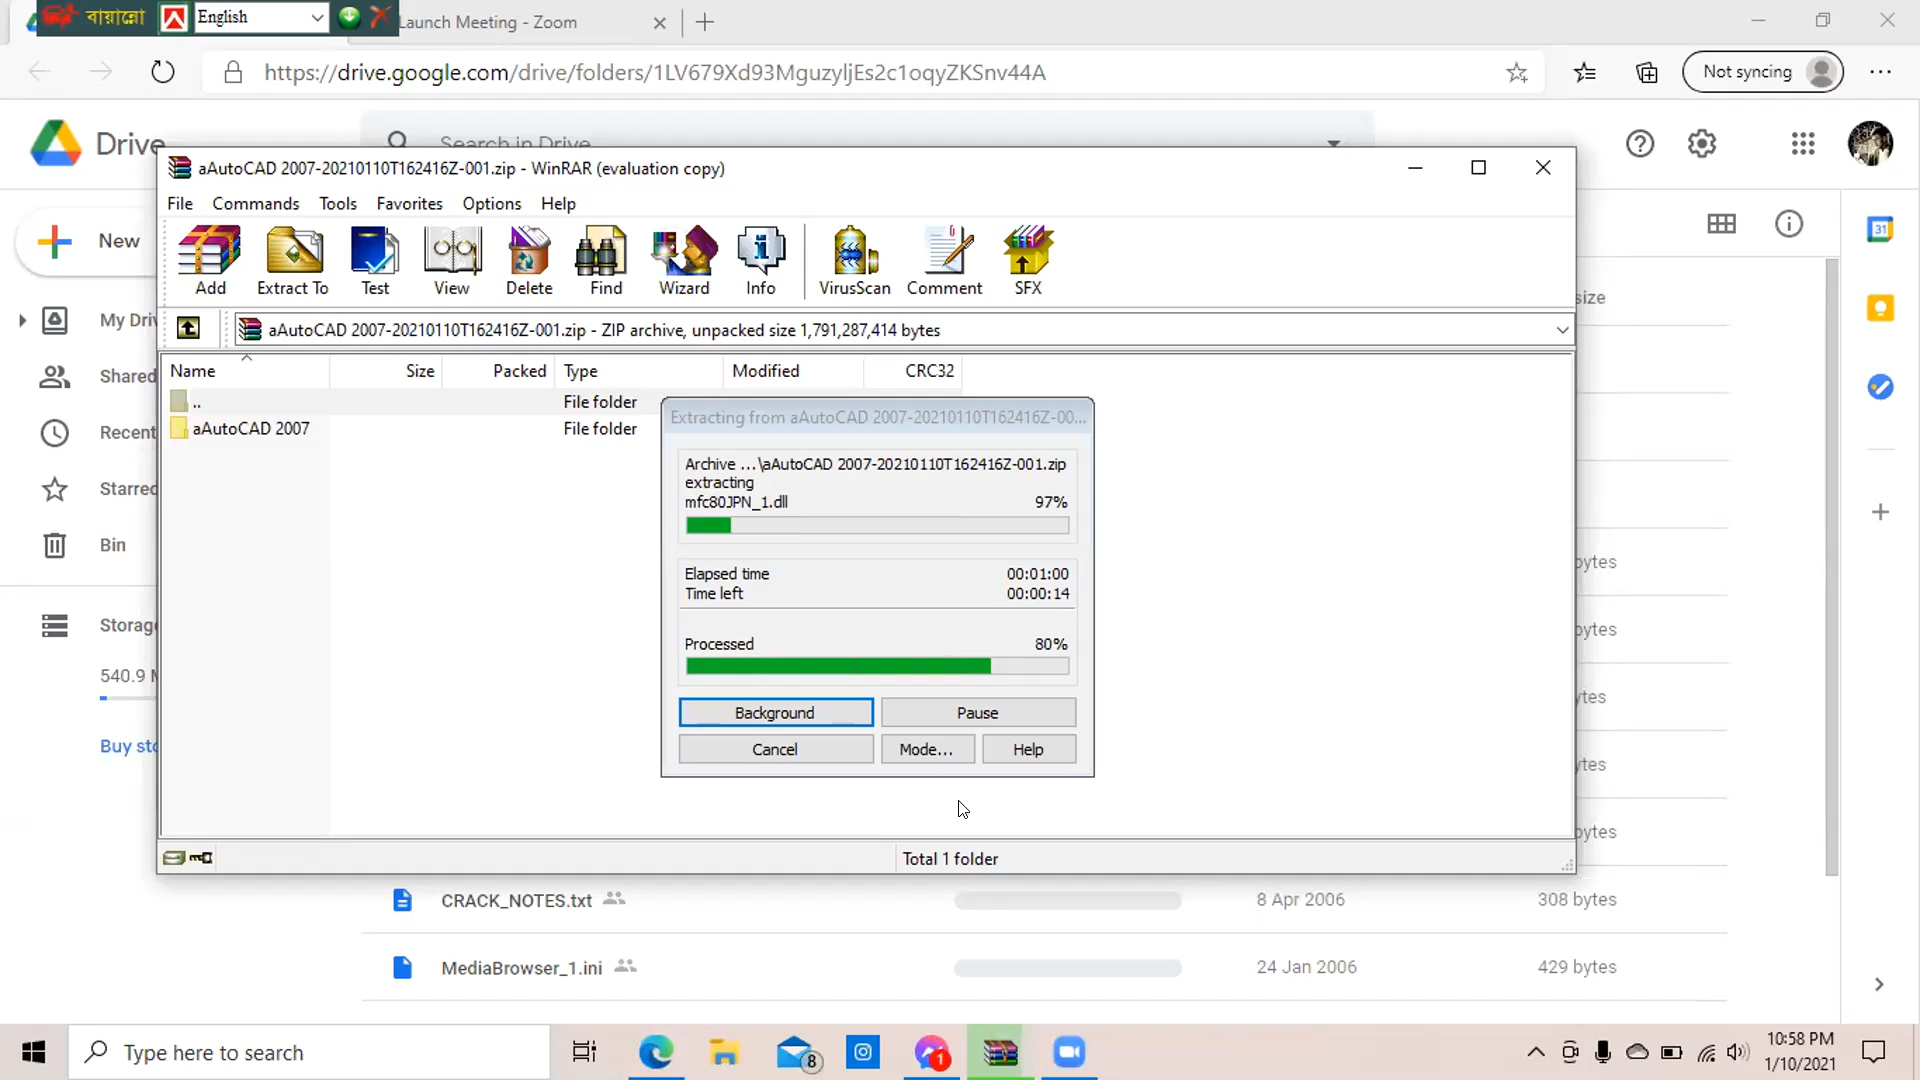 বায়ান্নো
English
Launch Meeting - Zoom
https://drive.google.com/drive/folders/1LV679Xd93MguzyljEs2c1oqyZKSnv44A
Not syncing
Drive
Search in Drive
aAutoCAD 2007-20210110T162416Z-001.zip - WinRAR (evaluation copy)
File Commands Tools Favorites Options Help
Add Extract To Test View Delete Find Wizard Info VirusScan Comment SFX
New
31
aAutoCAD 2007-20210110T162416Z-001.zip - ZIP archive, unpacked size 1,791,287,414 bytes
size
Name Size Packed Type Modified CRC32
.. File folder
aAutoCAD 2007 File folder
My Driv
Shared
Recent
Starred
Bin
Storag
540.9 M
Buy sto
Extracting from aAutoCAD 2007-20210110T162416Z-00...
Archive ...\aAutoCAD 2007-20210110T162416Z-001.zip
extracting
mfc80JPN_1.dll 97%
Elapsed time 00:01:00
Time left 00:00:14
Processed 80%
Background Pause
Cancel Mode... Help
bytes
bytes
ytes
ytes
bytes
Total 1 folder
CRACK_NOTES.txt 8 Apr 2006 308 bytes
MediaBrowser_1.ini 24 Jan 2006 429 bytes
Type here to search
8
1
10:58 PM
1/10/2021